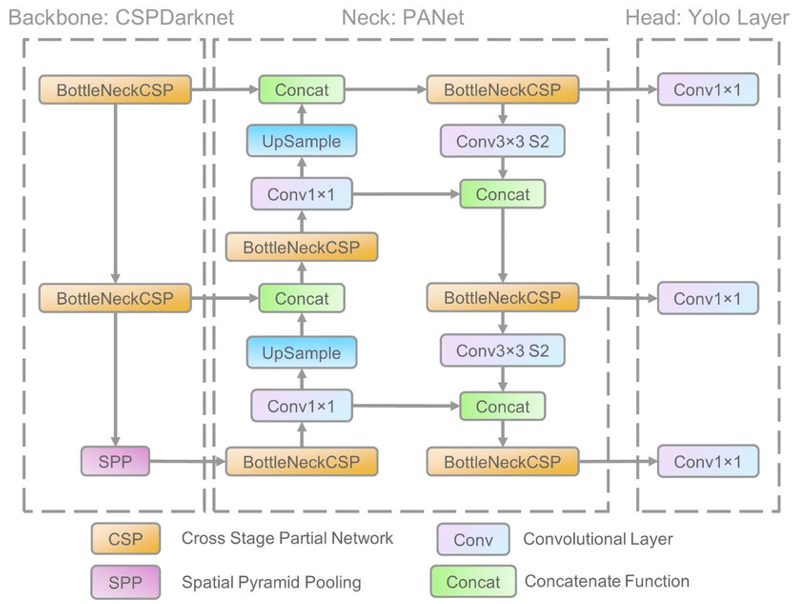 Backbone: CSPDarknet
Neck: PANet
Head: Yolo Layer
BottleNeckCSP
Concat
BottleNeckCSP
Conv1×1
UpSample
Conv3×3 S2
Conv1×1
Concat
BottleNeckCSP
BottleNeckCSP
Concat
BottleNeckCSP
Conv1×1
UpSample
Conv3×3 S2
Conv1×1
Concat
SPP
BottleNeckCSP
BottleNeckCSP
Conv1×1
CSP
Cross Stage Partial Network
Conv
Convolutional Layer
SPP
Spatial Pyramid Pooling
Concat
Concatenate Function